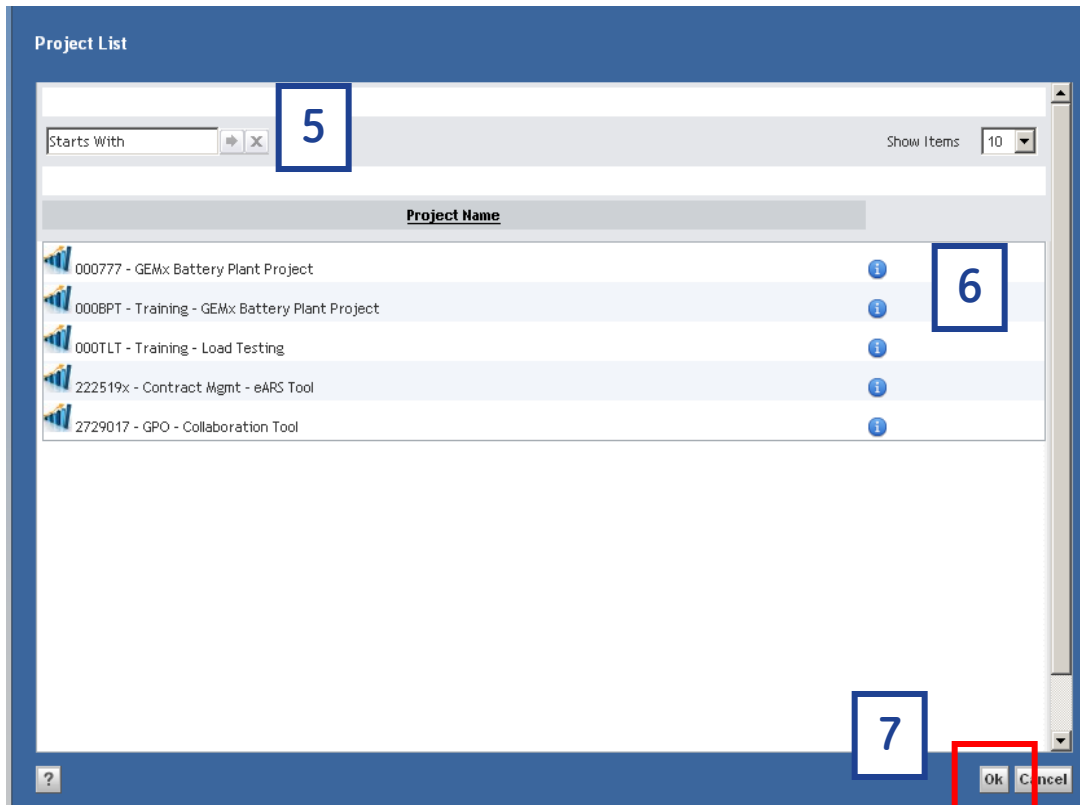 Project List
5
Starts With
Show Items 10
Project Name
000777 - GEMx Battery Plant Project
6
000BPT - Training - GEMx Battery Plant Project
000TLT - Training - Load Testing
222519x - Contract Mgmt - eARS Tool
2729017 - GPO - Collaboration Tool
7
? Ok Cancel